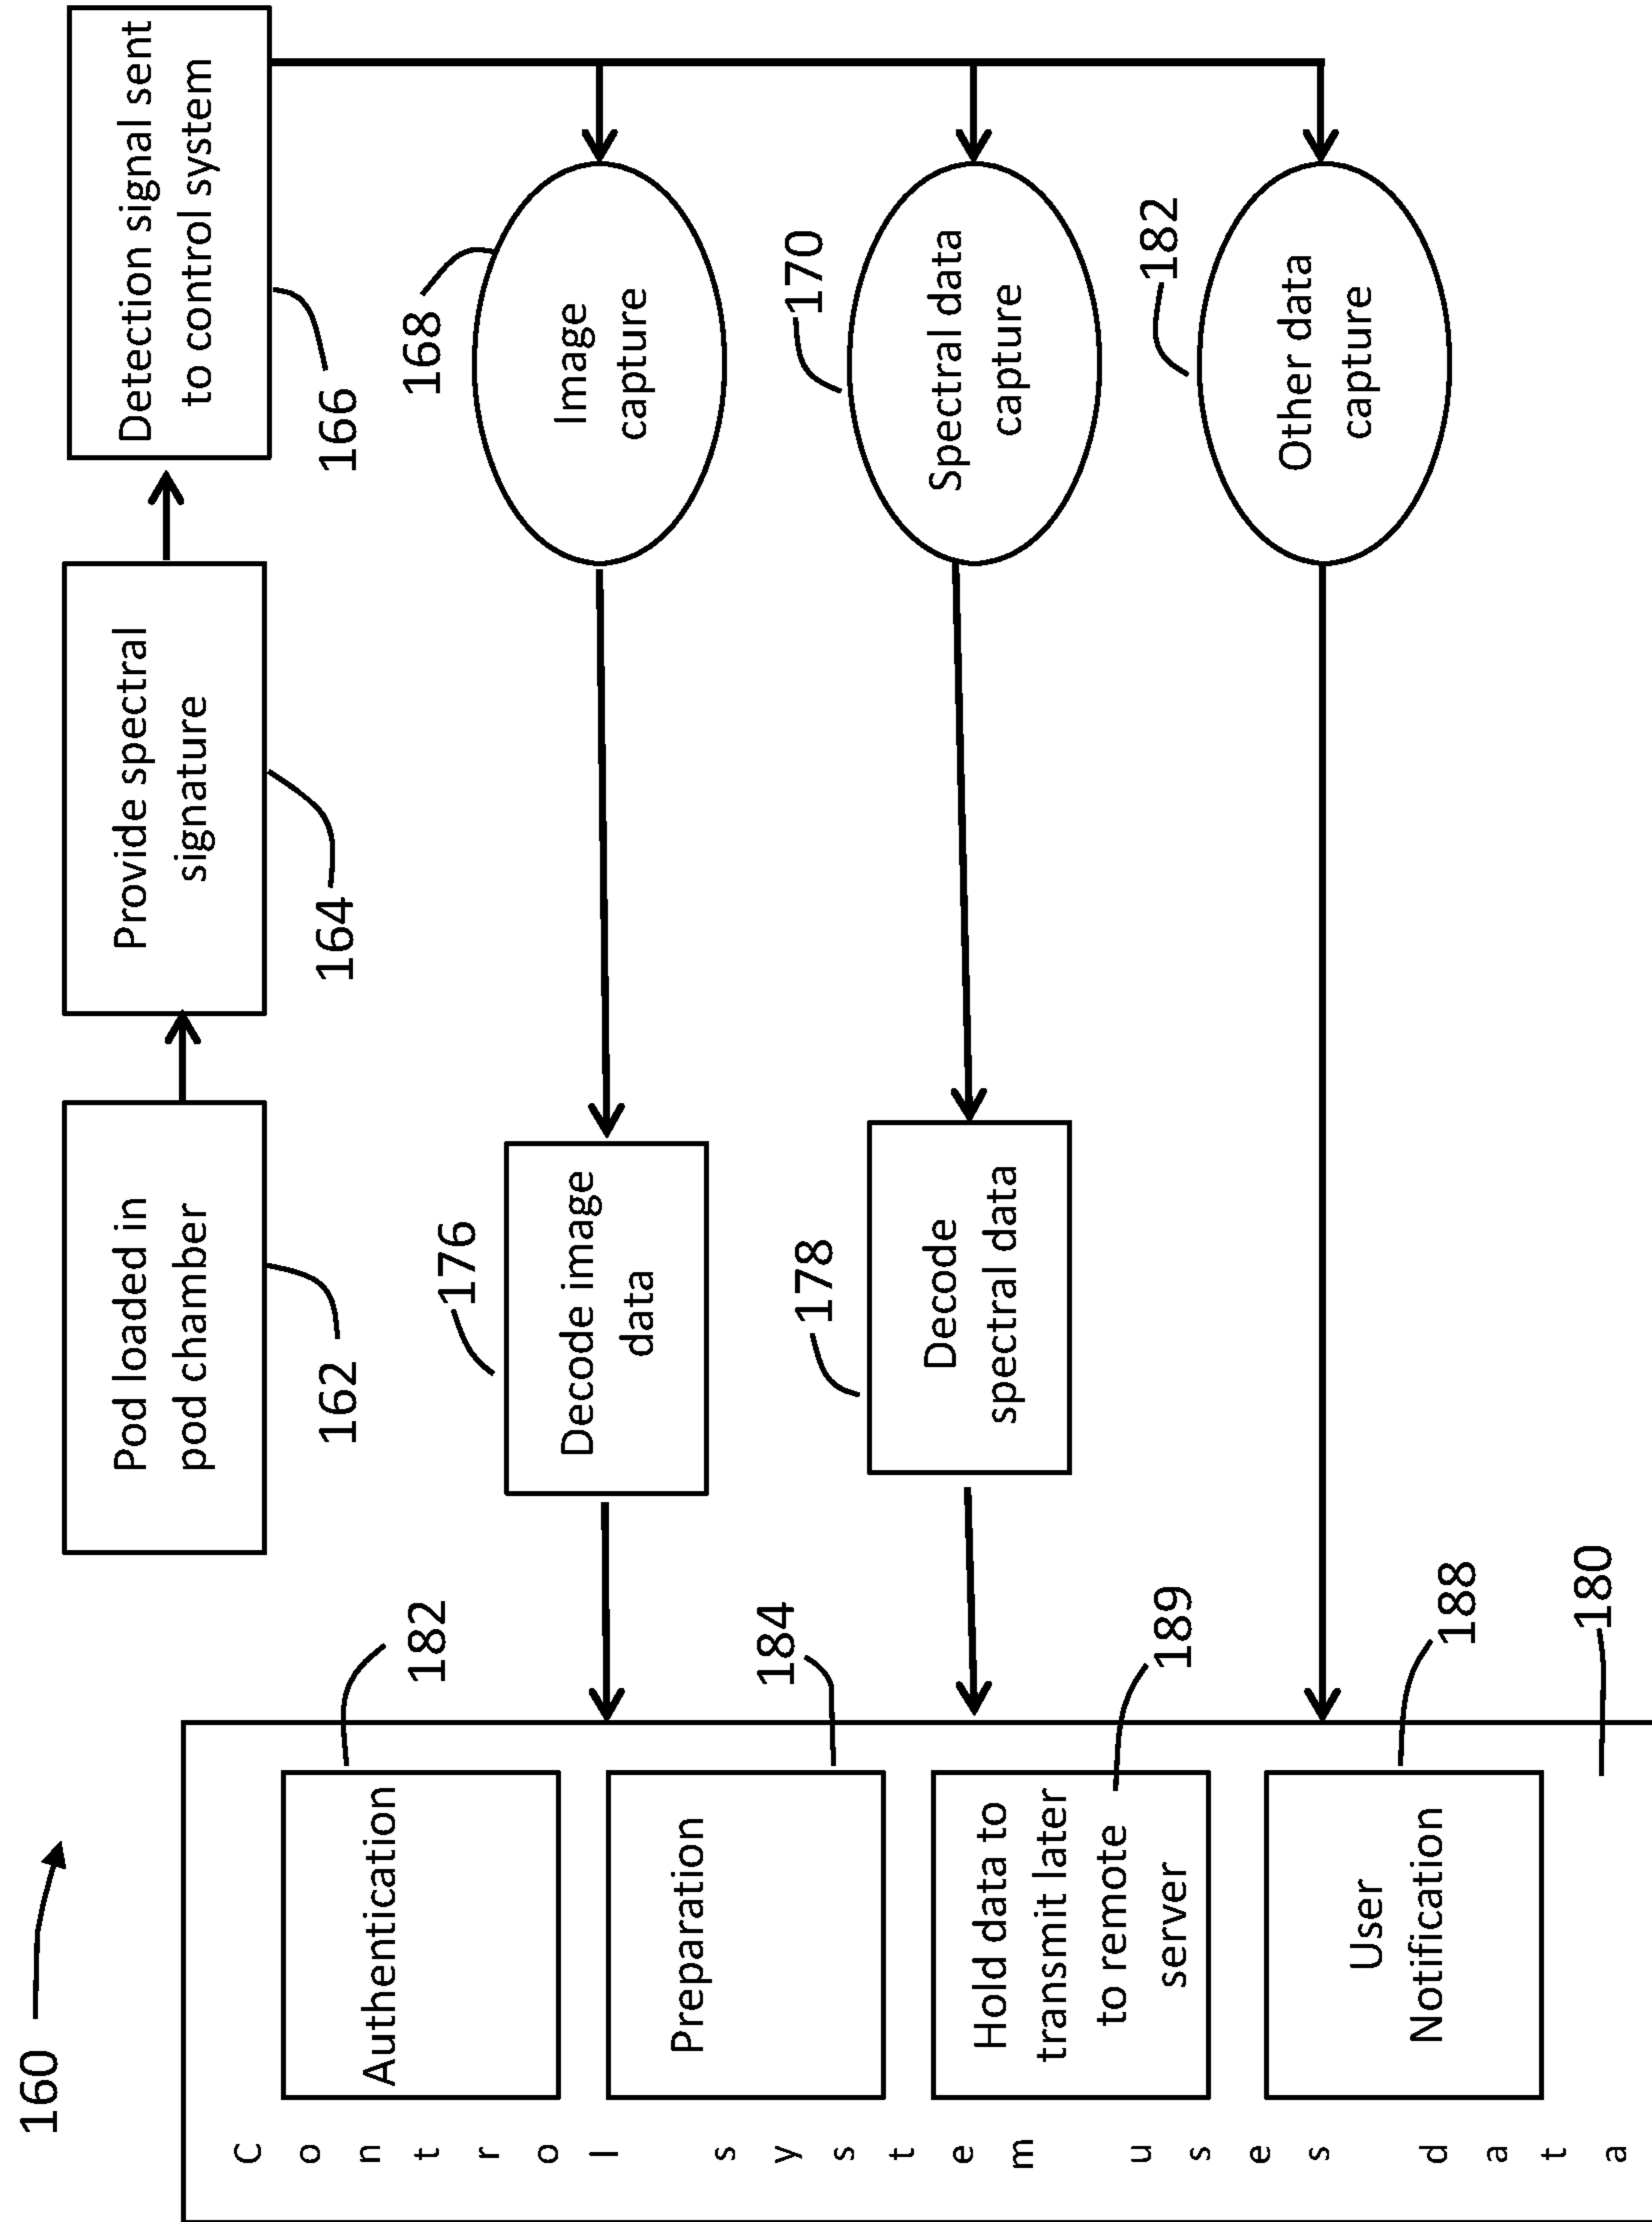 160
Pod loaded in
pod chamber
162
Provide spectral
signature
164
Detection signal sent
to control system
166
Image
capture
168
Decode image
data
176
Spectral data
capture
170
Decode
spectral data
178
Other data
capture
182
Control system uses data
Authentication
182
Preparation
184
Hold data to
transmit later
to remote
server
189
User
Notification
188
180